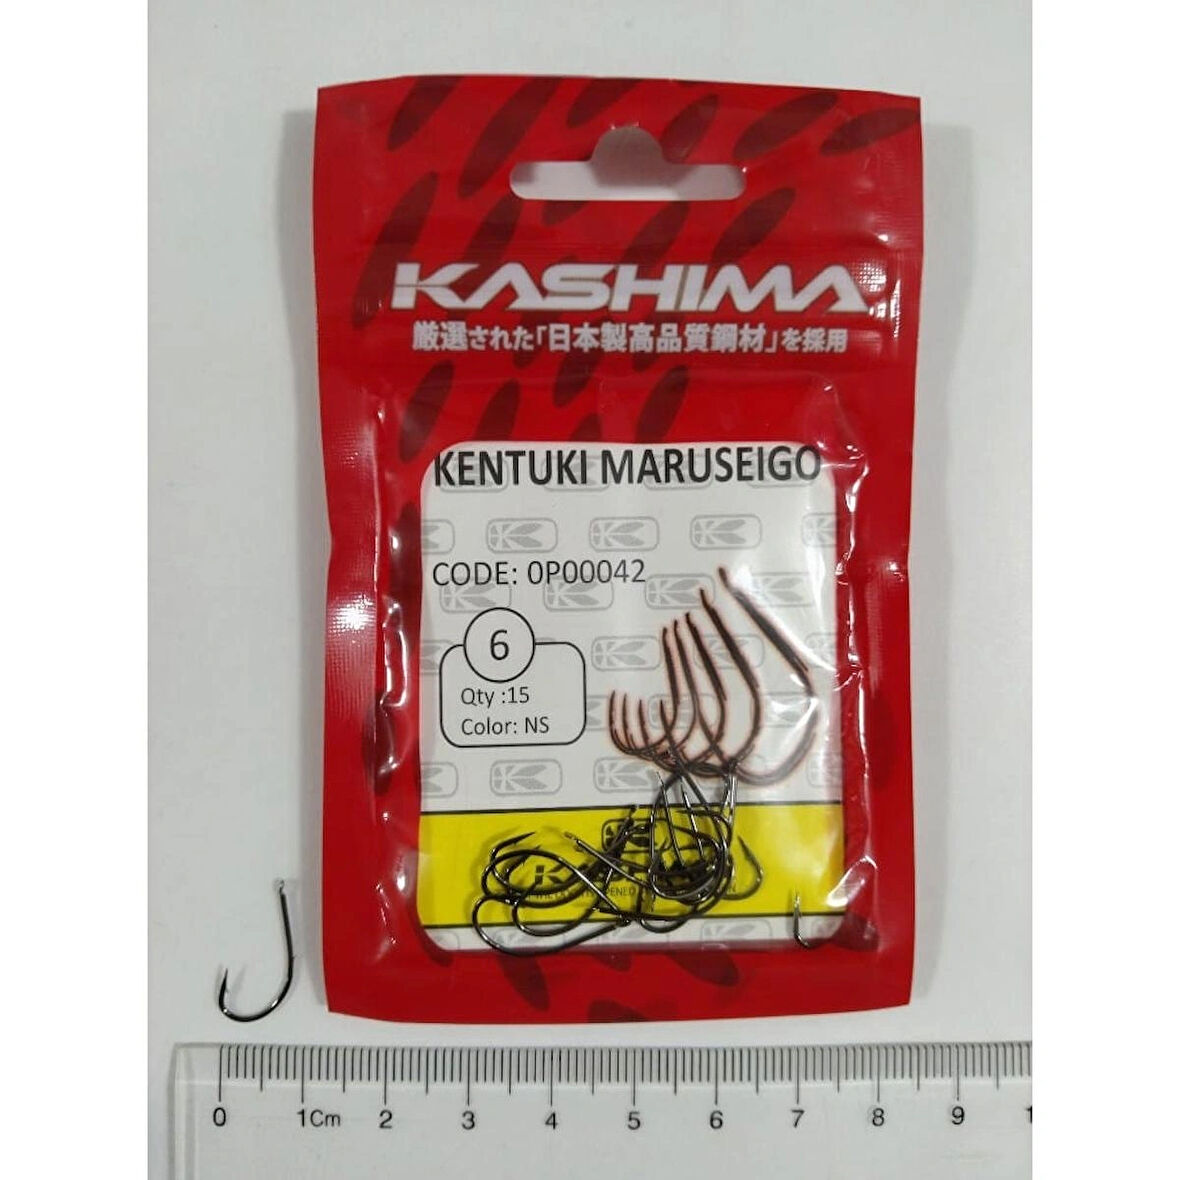 KASHIMA
厳選された「日本製高品質鋼材」を採用
KENTUKI MARUSEIGO
CODE: 0P00042
6
Qty :15
Color: NS
0 1Cm 2 3 4 5 6 7 8 9